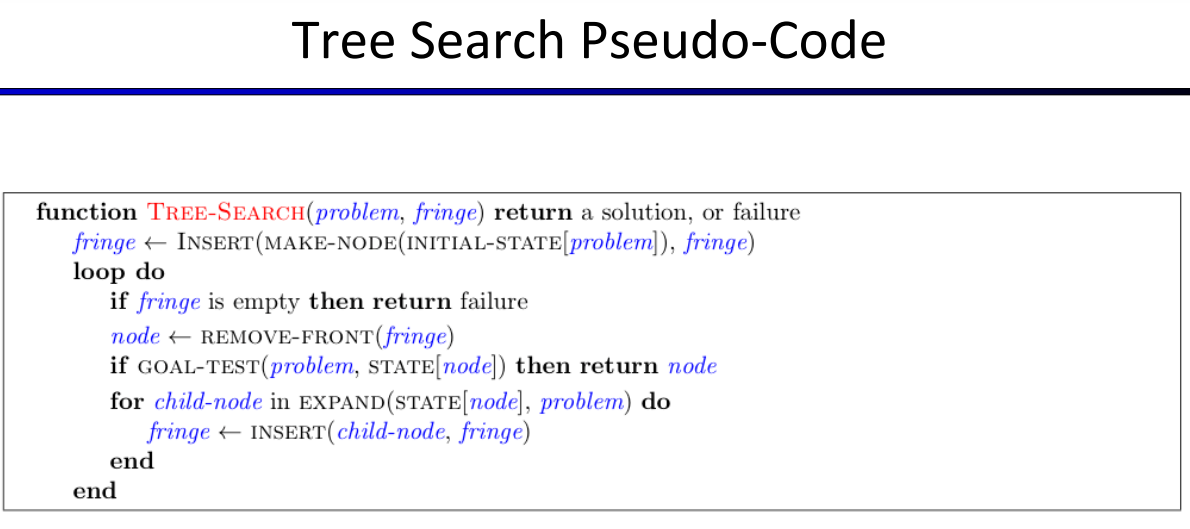 Tree Search Pseudo-Code
function TREE-SEARCH(problem, fringe) return a solution, or failure
fringe ← INSERT(MAKE-NODE(INITIAL-STATE[problem]), fringe)
loop do
if fringe is empty then return failure
node ← REMOVE-FRONT(fringe)
if GOAL-TEST(problem, STATE[node]) then return node
for child-node in EXPAND(STATE[node], problem) do
fringe ← INSERT(child-node, fringe)
end
end